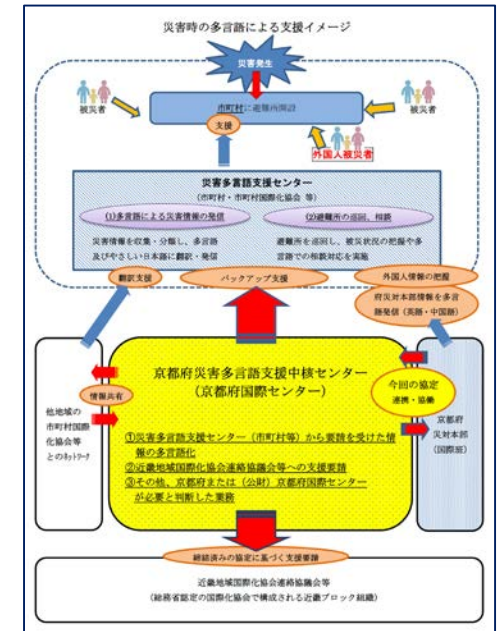 災害時の多言語による支援イメージ
災害発生
市町村に避難所開設
被災者
被災者
支援
外国人被災者
災害多言語支援センター
(市町村・市町村国際化協会 等)
(1)多言語による災害情報の発信
(2)避難所の巡回、相談
災害情報を収集・分類し、多言語
及びやさしい日本語に翻訳・発信
避難所を巡回し、被災状況の把握や多
言語での相談対応を実施
翻訳支援
バックアップ支援
外国人情報の把握
府災対本部情報を多言
語発信(英語・中国語)
京都府災害多言語支援中核センター
(京都府国際センター)
今回の協定
連携・協働
情報共有
他地域の
市町村国際
化協会等
とのネットワーク
京都府
災対本部
(国際班)
①災害多言語支援センター(市町村等)から要請を受けた情
報の多言語化
②近畿地域国際化協会連絡協議会等への支援要請
③その他、京都府または(公財)京都府国際センター
が必要と判断した業務
締結済みの協定に基づく支援要請
近畿地域国際化協会連絡協議会等
(総務省認定の国際化協会で構成される近畿ブロック組織)